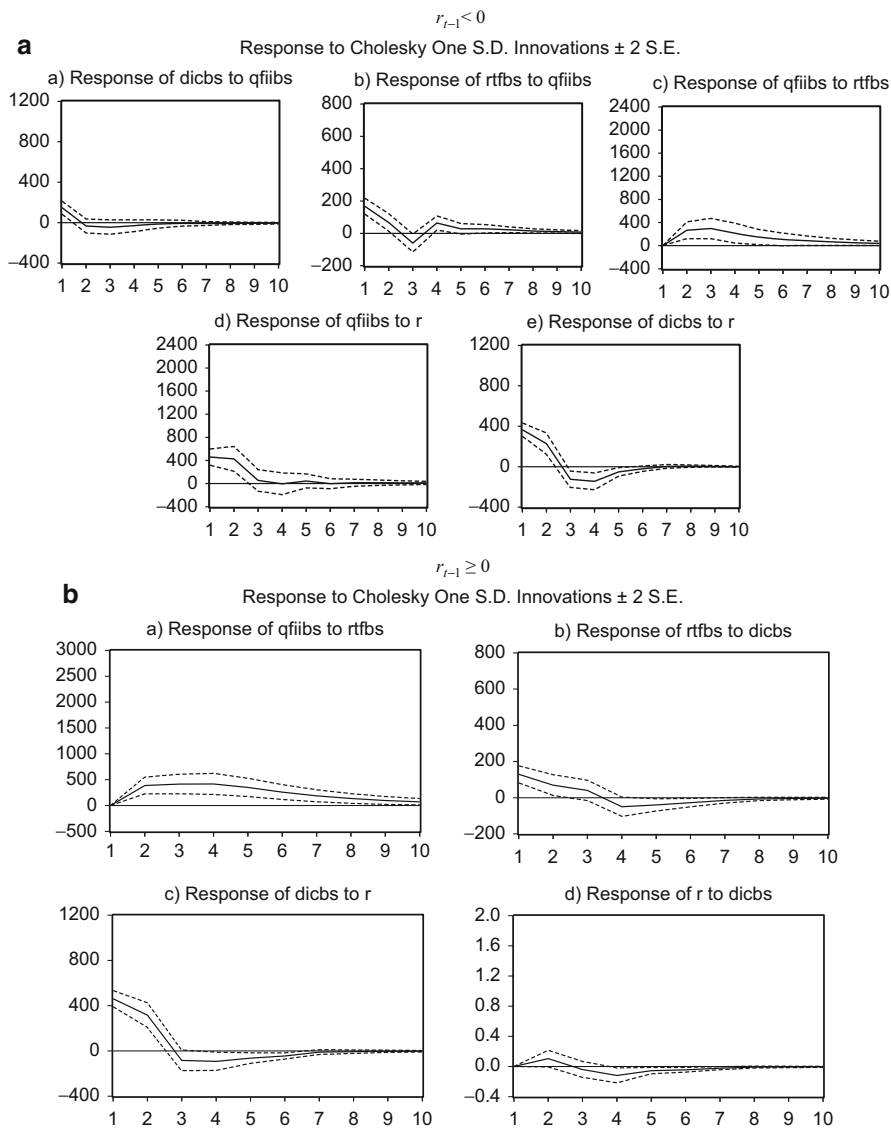 r_{t-1} < 0
a
Response to Cholesky One S.D. Innovations ± 2 S.E.
a) Response of dicbs to qfiibs
1200
800
400
0
−400
1 2 3 4 5 6 7 8 9 10
b) Response of rtfbs to qfiibs
800
600
400
200
0
−200
1 2 3 4 5 6 7 8 9 10
c) Response of qfiibs to rtfbs
2400
2000
1600
1200
800
400
0
−400
1 2 3 4 5 6 7 8 9 10
d) Response of qfiibs to r
2400
2000
1600
1200
800
400
0
−400
1 2 3 4 5 6 7 8 9 10
e) Response of dicbs to r
1200
800
400
0
−400
1 2 3 4 5 6 7 8 9 10
r_{t-1} ≥ 0
b
Response to Cholesky One S.D. Innovations ± 2 S.E.
a) Response of qfiibs to rtfbs
3000
2500
2000
1500
1000
500
0
−500
1 2 3 4 5 6 7 8 9 10
b) Response of rtfbs to dicbs
800
600
400
200
0
−200
1 2 3 4 5 6 7 8 9 10
c) Response of dicbs to r
1200
800
400
0
−400
1 2 3 4 5 6 7 8 9 10
d) Response of r to dicbs
2.0
1.6
1.2
0.8
0.4
0.0
−0.4
1 2 3 4 5 6 7 8 9 10